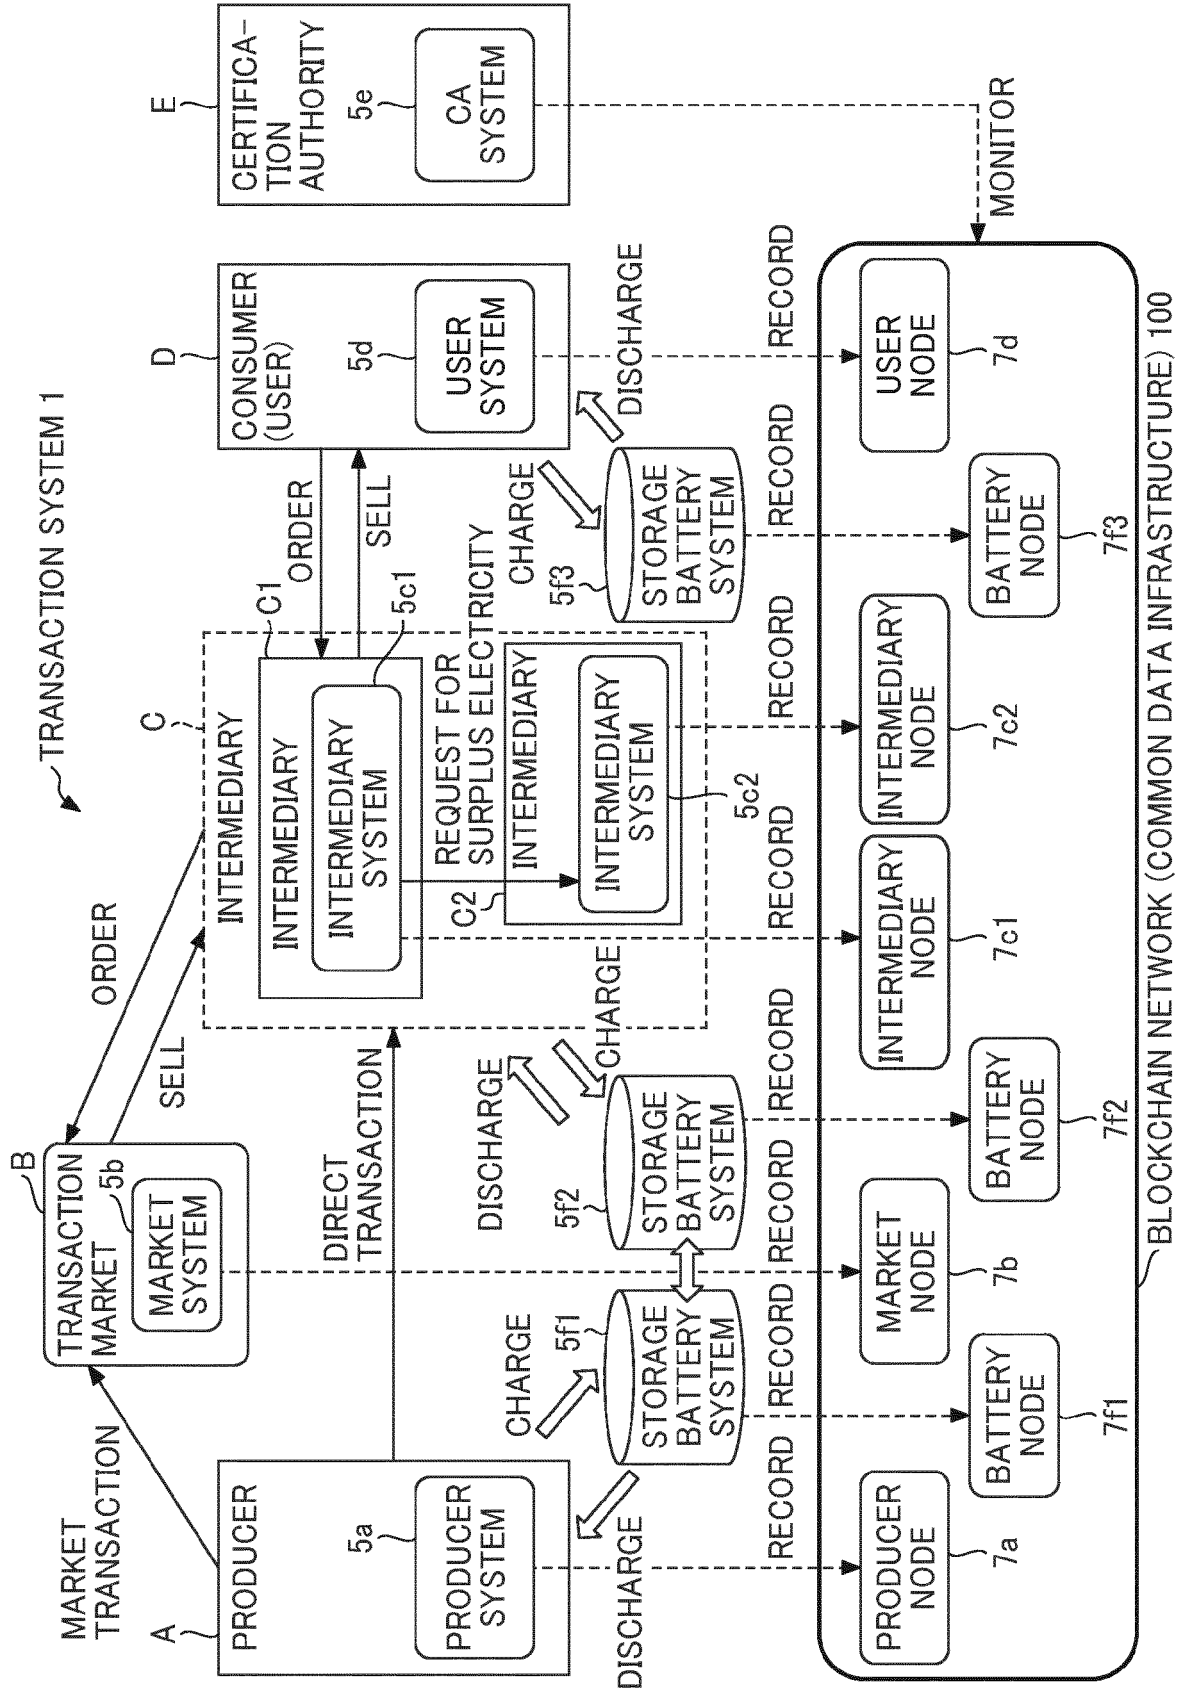 TRANSACTION SYSTEM 1
MARKET
TRANSACTION
B
TRANSACTION
MARKET
5b
MARKET
SYSTEM
ORDER
SELL
A
PRODUCER
5a
PRODUCER
SYSTEM
DIRECT
TRANSACTION
C
INTERMEDIARY
C1
INTERMEDIARY
INTERMEDIARY
SYSTEM
5c1
REQUEST FOR
SURPLUS ELECTRICITY
C2
INTERMEDIARY
INTERMEDIARY
SYSTEM
5c2
ORDER
SELL
D
CONSUMER
(USER)
5d
USER
SYSTEM
E
CERTIFICA-
TION
AUTHORITY
5e
CA
SYSTEM
DISCHARGE
CHARGE
5f1
STORAGE
BATTERY
SYSTEM
DISCHARGE
CHARGE
5f2
STORAGE
BATTERY
SYSTEM
CHARGE
DISCHARGE
5f3
STORAGE
BATTERY
SYSTEM
RECORD
RECORD
RECORD
RECORD
RECORD
RECORD
RECORD
RECORD
MONITOR
PRODUCER
NODE
7a
BATTERY
NODE
7f1
MARKET
NODE
7b
BATTERY
NODE
7f2
INTERMEDIARY
NODE
7c1
INTERMEDIARY
NODE
7c2
BATTERY
NODE
7f3
USER
NODE
7d
BLOCKCHAIN NETWORK (COMMON DATA INFRASTRUCTURE) 100